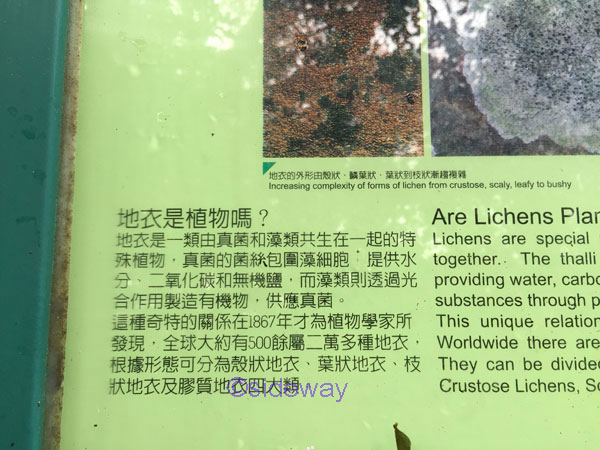 地衣的外形由殼狀、鱗葉狀、葉狀到枝狀漸趨複雜
Increasing complexity of forms of lichen from crustose, scaly, leafy to bushy
地衣是植物嗎？
地衣是一類由真菌和藻類共生在一起的特
殊植物，真菌的菌絲包圍藻細胞，提供水
分、二氧化碳和無機鹽，而藻類則透過光
合作用製造有機物，供應真菌。
這種奇特的關係在1867年才為植物學家所
發現，全球大約有500餘屬二萬多種地衣，
根據形態可分為殼狀地衣、葉狀地衣、枝
狀地衣及膠質地衣四大類
Are Lichens Plan
Lichens are special
together. The thalli
providing water, carbo
substances through p
This unique relation
Worldwide there are
They can be divide
Crustose Lichens, Sc
©sideway